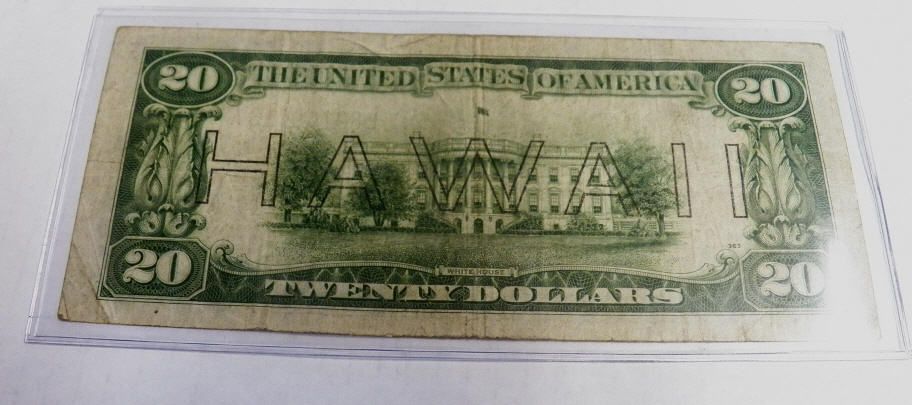 20 THE UNITED STATES OF AMERICA 20
HAWAII
363
WHITE HOUSE
20 TWENTY DOLLARS 20